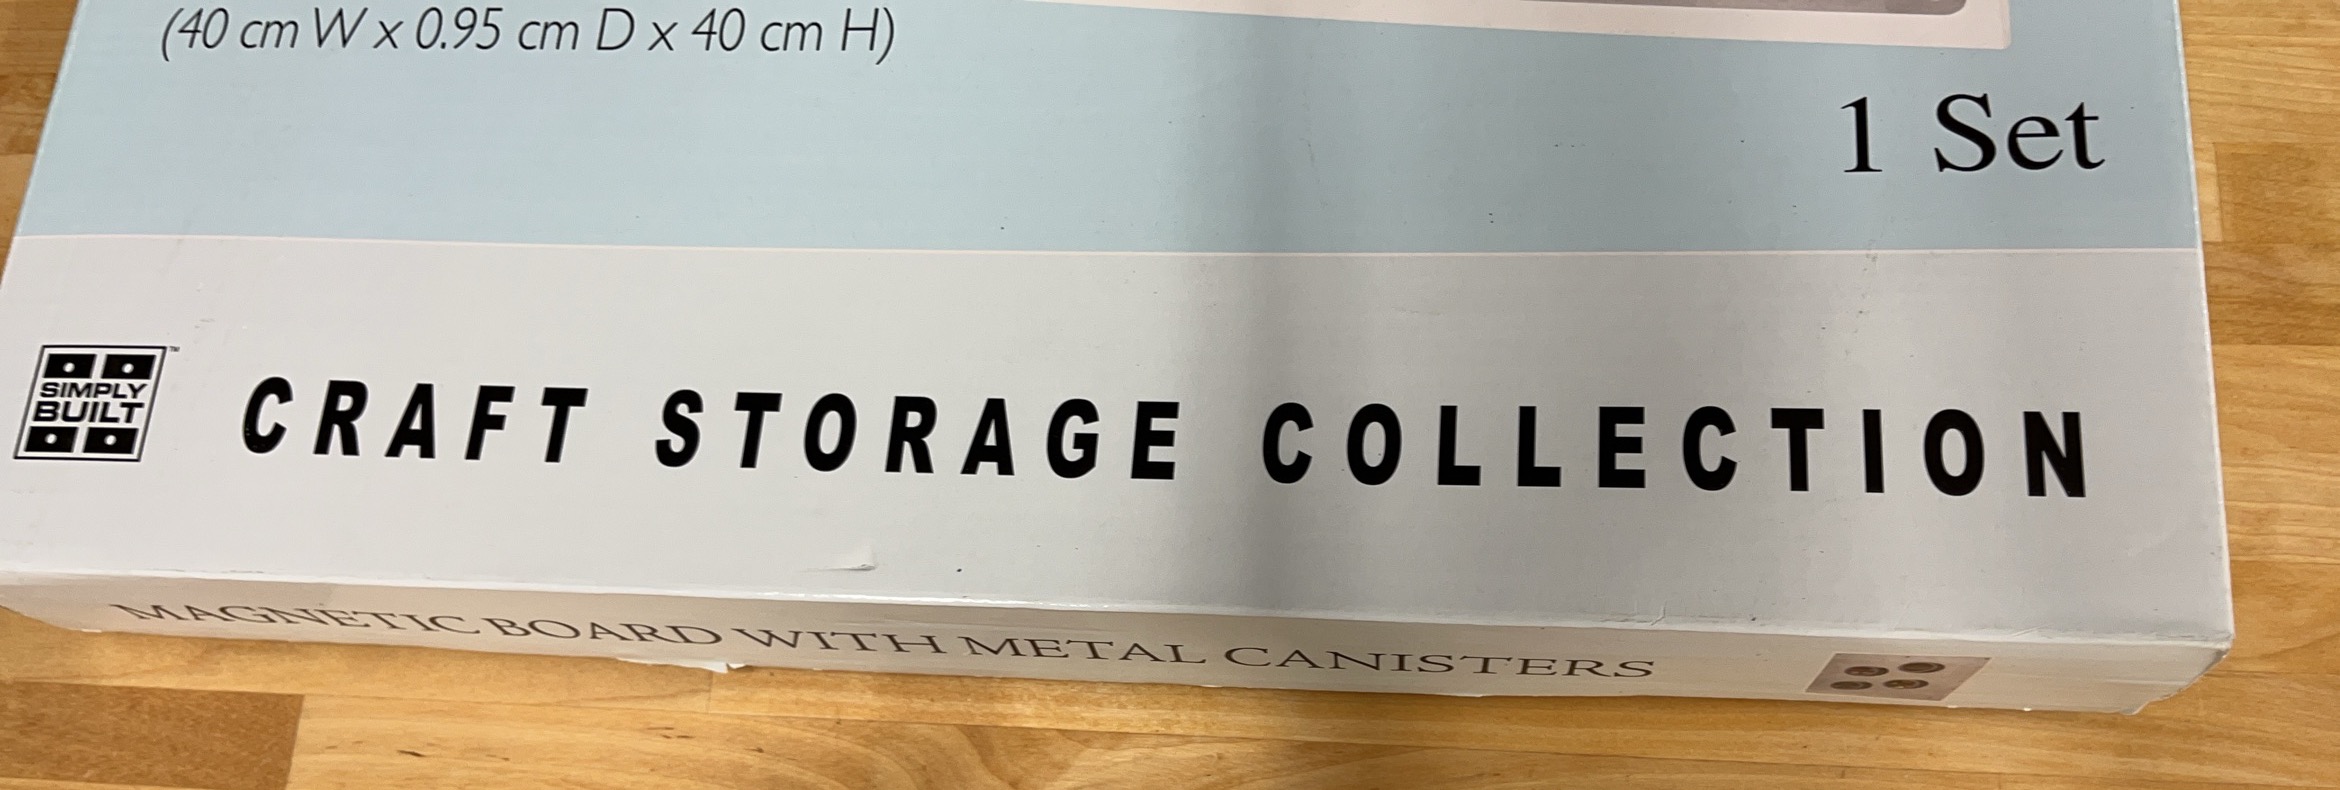 (40 cm W x 0.95 cm D x 40 cm H)
1 Set
SIMPLY
BUILT
™
CRAFT STORAGE COLLECTION
MAGNETIC BOARD WITH METAL CANISTERS